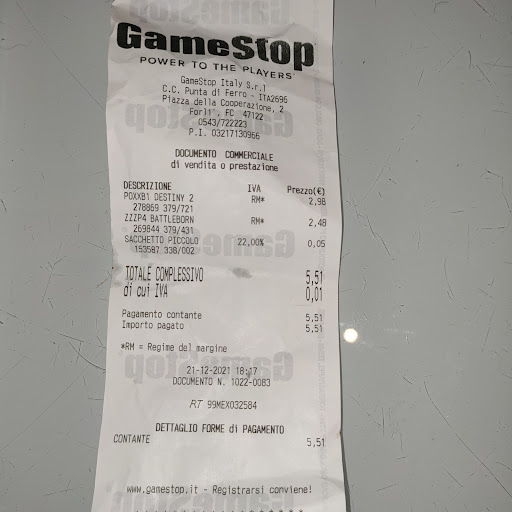 GameStop
POWER TO THE PLAYERS
GameStop Italy S.r.l
C.C. Punta di Ferro - ITA2696
Piazza della Cooperazione, 2
Forli', FC 47122
0543/722223
P.I. 03217130966
DOCUMENTO COMMERCIALE
di vendita o prestazione
DESCRIZIONE IVA Prezzo(€)
POXXB1 DESTINY 2 RM* 2,98
278869 379/721
ZZZP4 BATTLEBORN RM* 2,48
269844 379/431
SACCHETTO PICCOLO 22,00% 0,05
153587 338/002
TOTALE COMPLESSIVO 5,51
di cui IVA 0,01
Pagamento contante 5,51
Importo pagato 5,51
*RM = Regime del margine
21-12-2021 18:17
DOCUMENTO N. 1022-0083
RT 99MEX032584
DETTAGLIO FORME di PAGAMENTO
CONTANTE 5,51
www.gamestop.it - Registrarsi conviene!